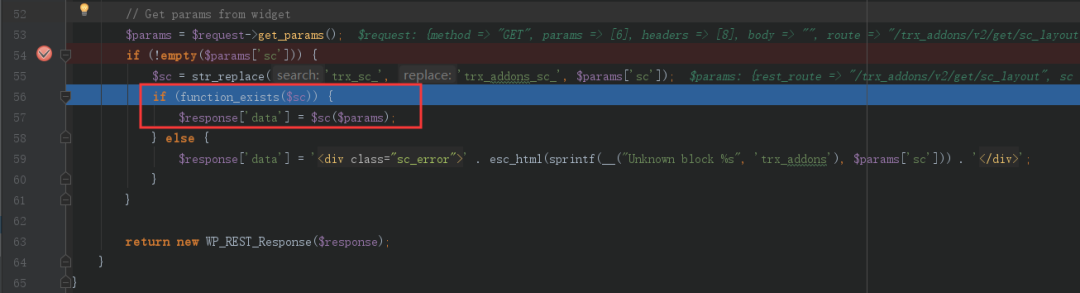 52 // Get params from widget
53 $params = $request->get_params(); $request: {method => "GET", params => [6], headers => [8], body => "", route => "/trx_addons/v2/get/sc_layout
54 if (!empty($params['sc'])) {
55 $sc = str_replace( search: 'trx_sc_', replace: 'trx_addons_sc_', $params['sc']); $params: {rest_route => "/trx_addons/v2/get/sc_layout", sc
56 if (function_exists($sc)) {
57 $response['data'] = $sc($params);
58 } else {
59 $response['data'] = '<div class="sc_error">' . esc_html(sprintf(__("Unknown block %s", 'trx_addons'), $params['sc'])) . '</div>';
60 }
61 }
62
63 return new WP_REST_Response($response);
64 }
65 }